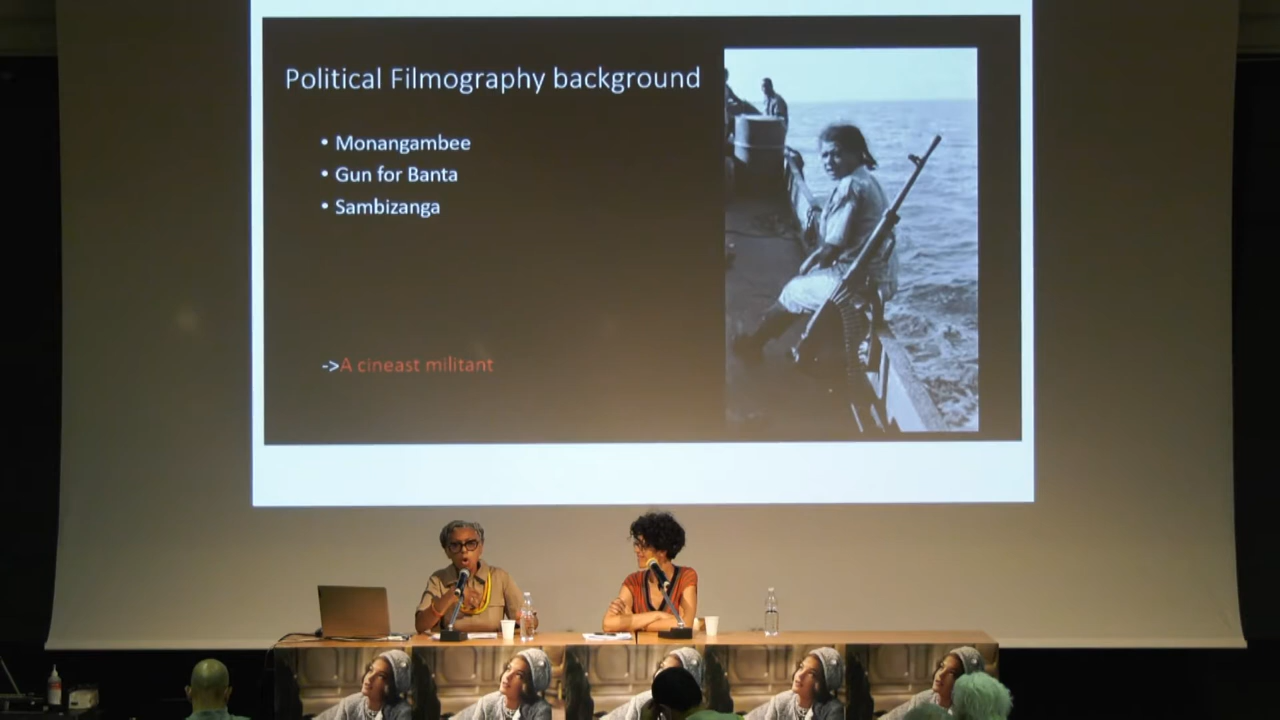 Political Filmography background
• Monangambee
• Gun for Banta
• Sambizanga
->A cineast militant